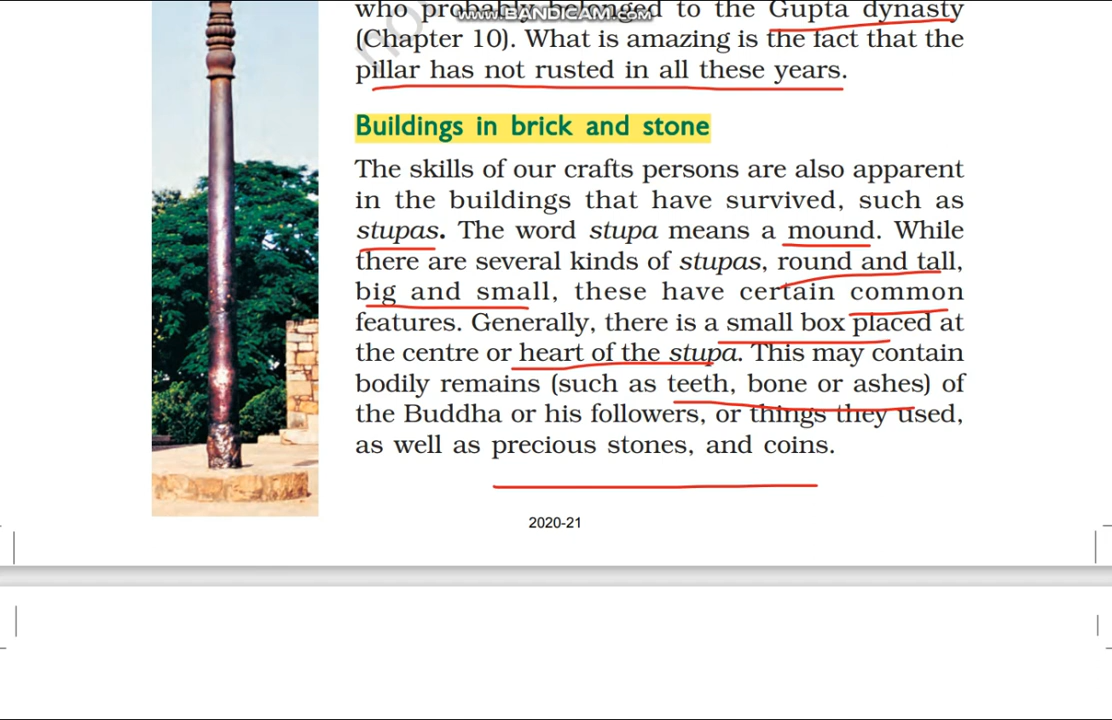 who probably belonged to the Gupta dynasty
www.BANDICAM.com
(Chapter 10). What is amazing is the fact that the
pillar has not rusted in all these years.
Buildings in brick and stone
The skills of our crafts persons are also apparent
in the buildings that have survived, such as
stupas. The word stupa means a mound. While
there are several kinds of stupas, round and tall,
big and small, these have certain common
features. Generally, there is a small box placed at
the centre or heart of the stupa. This may contain
bodily remains (such as teeth, bone or ashes) of
the Buddha or his followers, or things they used,
as well as precious stones, and coins.
2020-21